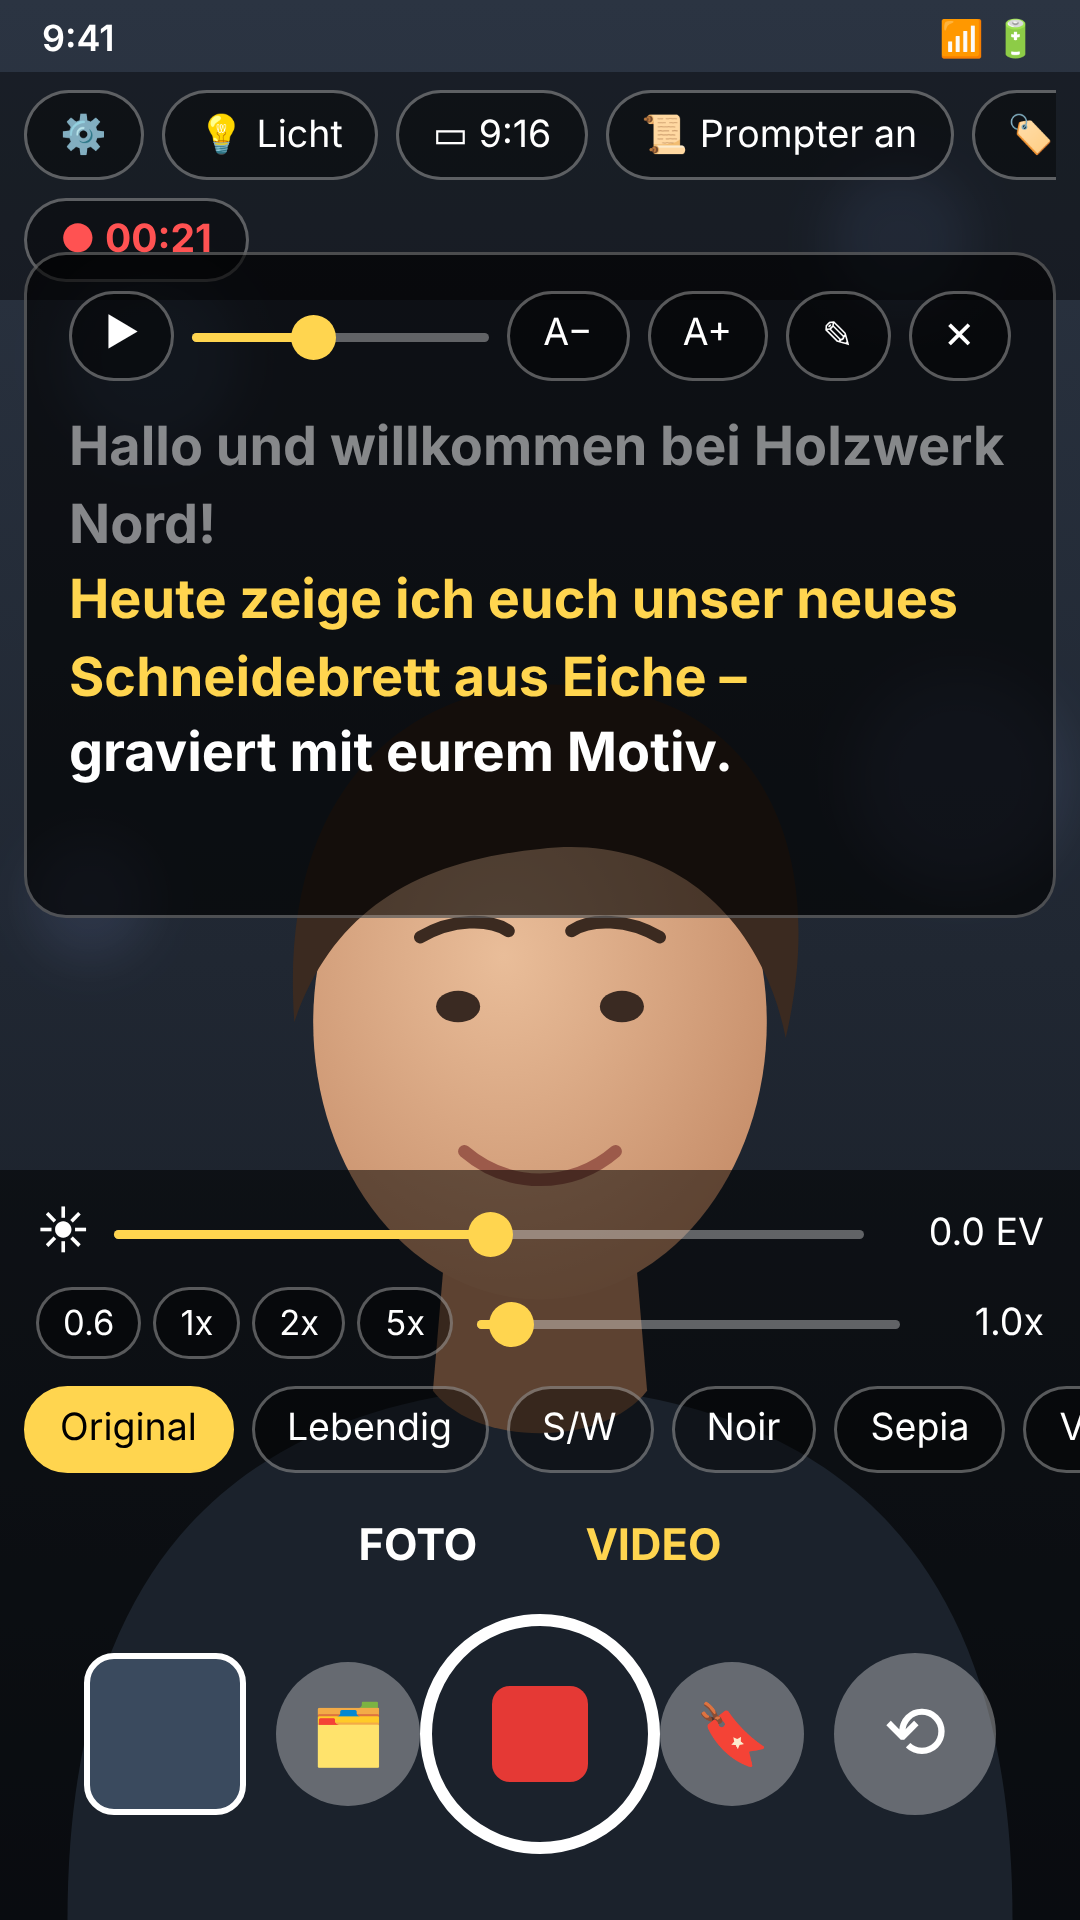 9:41
Licht
9:16
Prompter an
00:21
A− A+
Hallo und willkommen bei Holzwerk
Nord!
Heute zeige ich euch unser neues
Schneidebrett aus Eiche –
graviert mit eurem Motiv.
0.0 EV
0.6 1x 2x 5x 1.0x
Original Lebendig S/W Noir Sepia
FOTO VIDEO